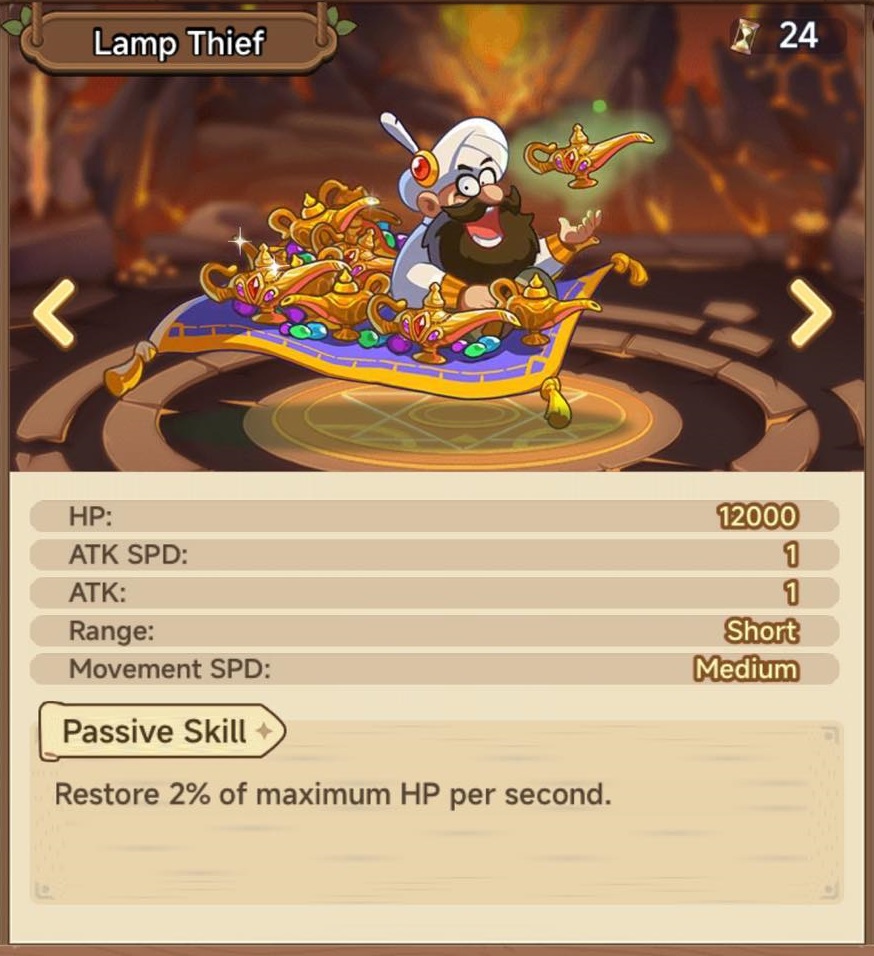 Lamp Thief
24
HP: 12000
ATK SPD: 1
ATK: 1
Range: Short
Movement SPD: Medium
Passive Skill
Restore 2% of maximum HP per second.